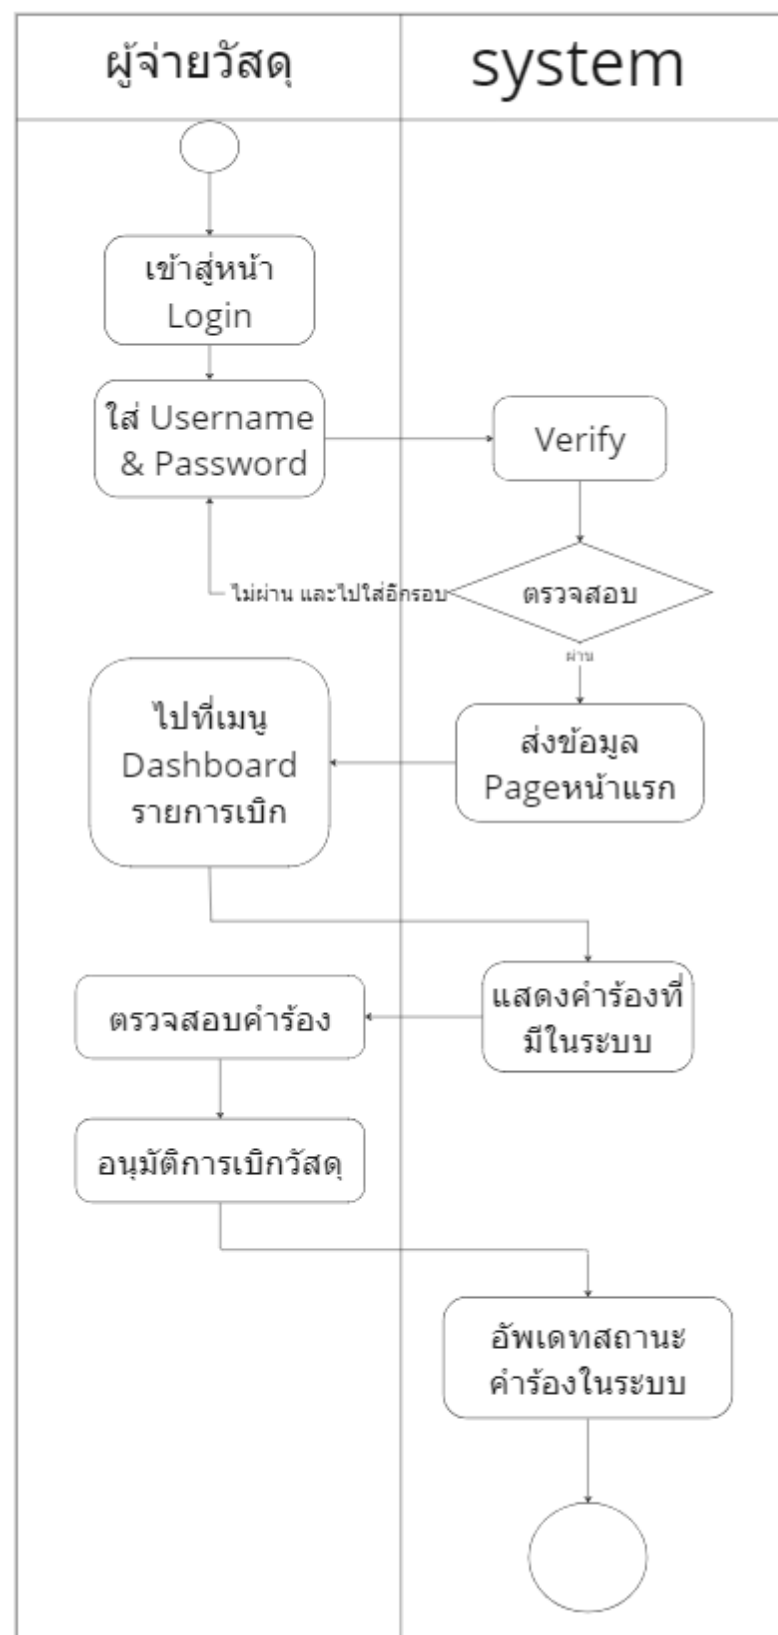 ผู้จ่ายวัสดุ
system
เข้าสู่หน้า
Login
ใส่ Username
& Password
Verify
ตรวจสอบ
ไม่ผ่าน และไปใส่อีกรอบ
ผ่าน
ส่งข้อมูล
Pageหน้าแรก
ไปที่เมนู
Dashboard
รายการเบิก
แสดงคำร้องที่
มีในระบบ
ตรวจสอบคำร้อง
อนุมัติการเบิกวัสดุ
อัพเดทสถานะ
คำร้องในระบบ